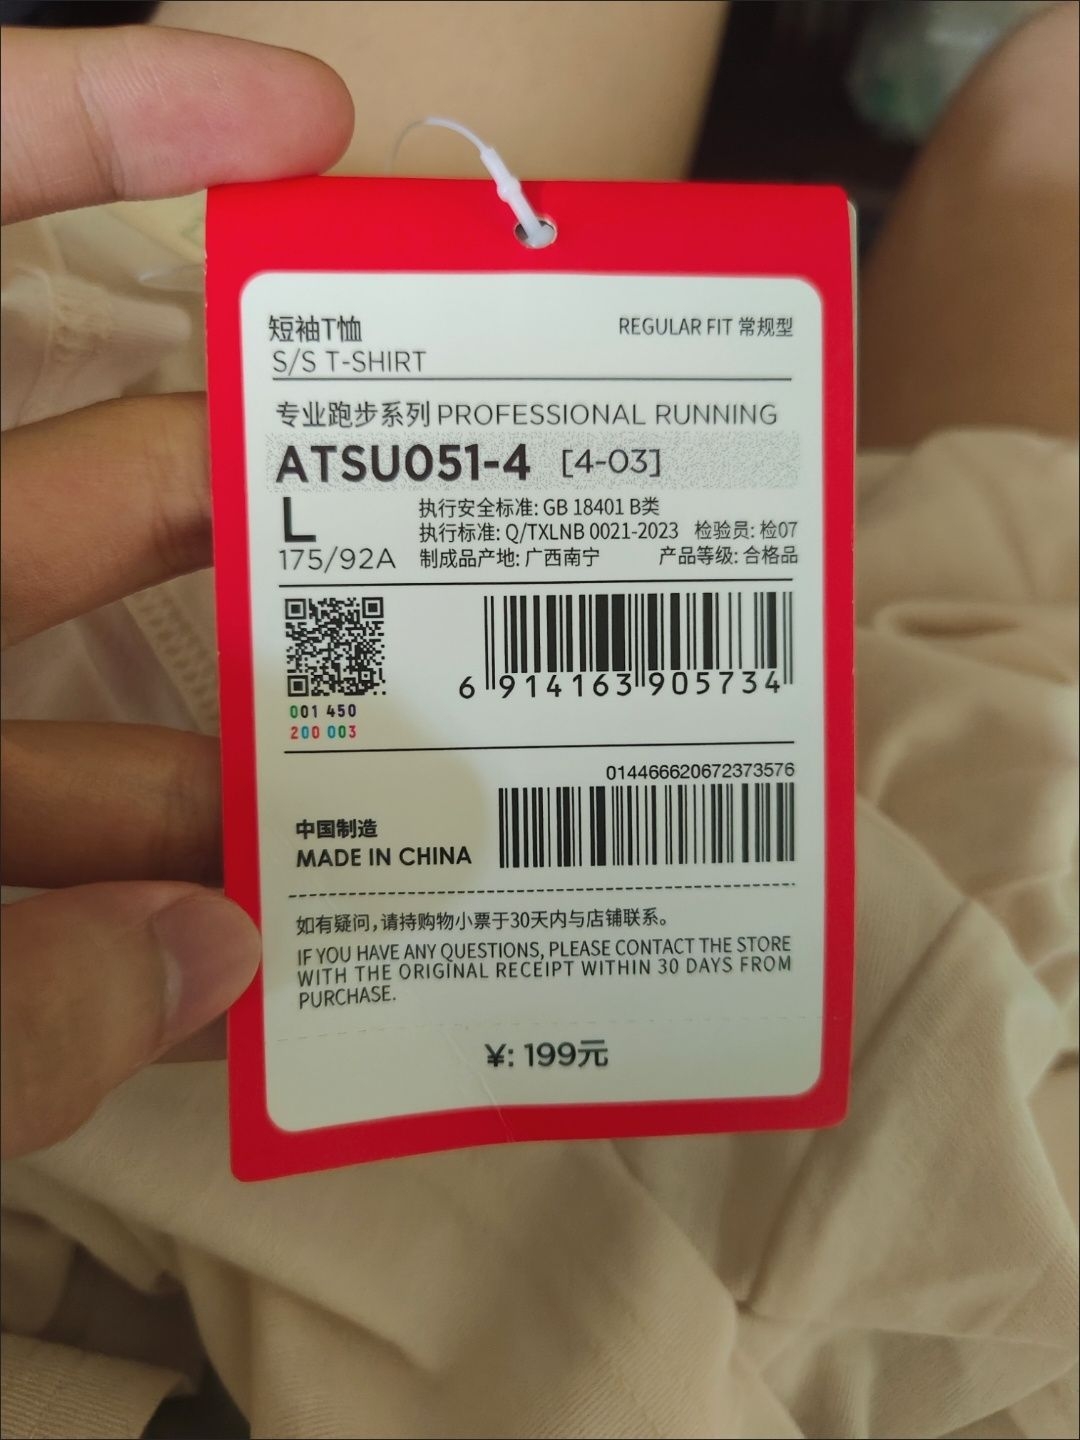 短袖T恤
REGULAR FIT 常规型
S/S T-SHIRT
专业跑步系列 PROFESSIONAL RUNNING
ATSU051-4 [4-03]
L
175/92A
执行安全标准: GB 18401 B类
执行标准: Q/TXLNB 0021-2023 检验员: 检07
制成品产地: 广西南宁 产品等级: 合格品
6 914163 905734
001 450
200 003
014466620672373576
中国制造
MADE IN CHINA
如有疑问,请持购物小票于30天内与店铺联系。
IF YOU HAVE ANY QUESTIONS, PLEASE CONTACT THE STORE
WITH THE ORIGINAL RECEIPT WITHIN 30 DAYS FROM
PURCHASE.
¥: 199元